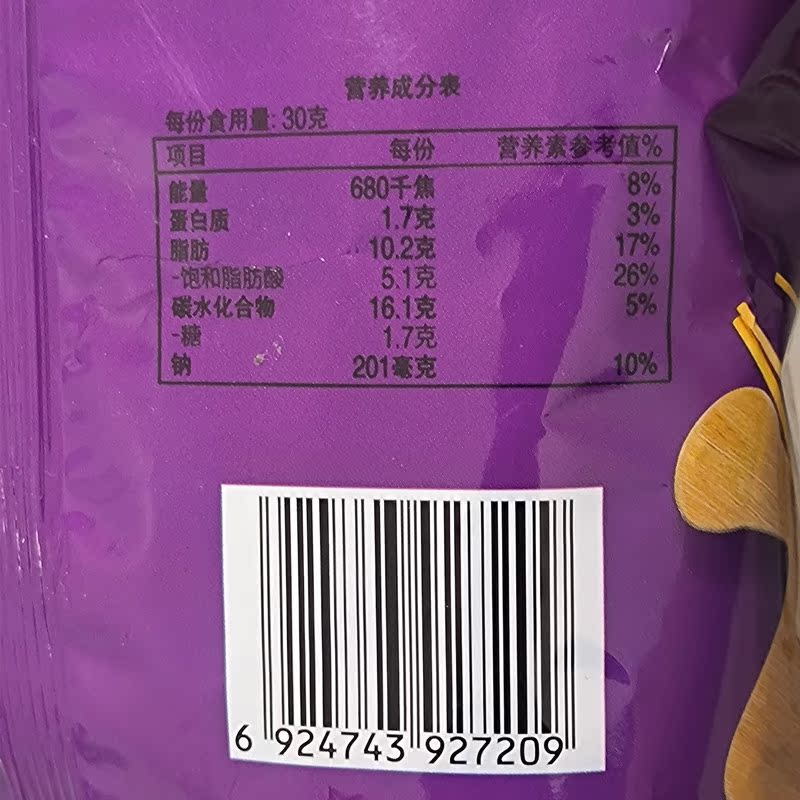 营养成分表
每份食用量: 30克
项目 每份 营养素参考值%
能量 680千焦 8%
蛋白质 1.7克 3%
脂肪 10.2克 17%
-饱和脂肪酸 5.1克 26%
碳水化合物 16.1克 5%
-糖 1.7克
钠 201毫克 10%
6 924743 927209